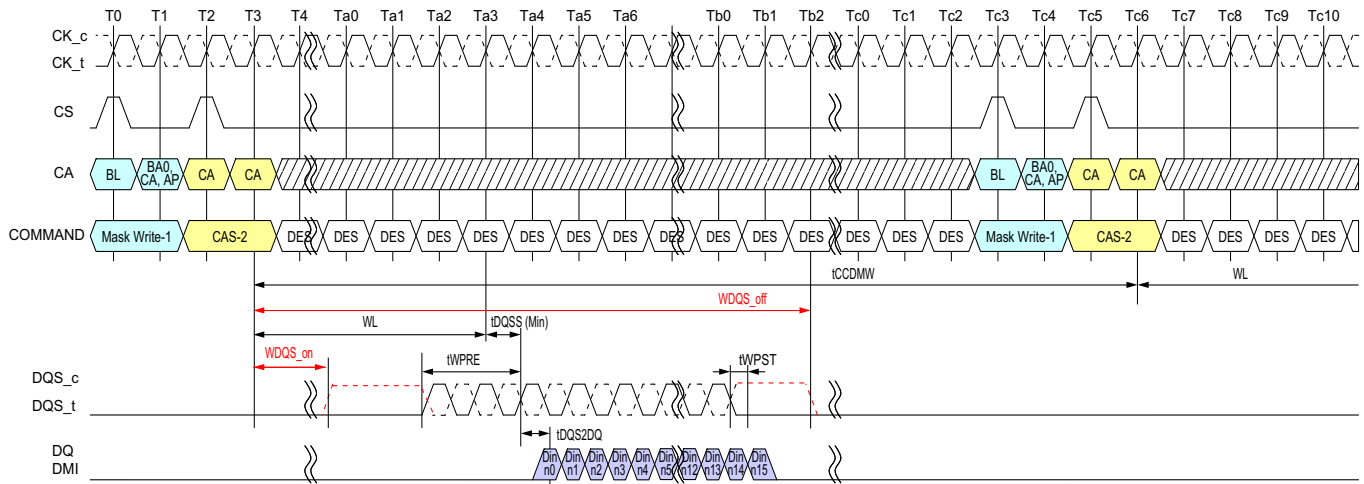 T0 T1 T2 T3 T4 Ta0 Ta1 Ta2 Ta3 Ta4 Ta5 Ta6 Tb0 Tb1 Tb2 Tc0 Tc1 Tc2 Tc3 Tc4 Tc5 Tc6 Tc7 Tc8 Tc9 Tc10
CK_c
CK_t
CS
CA BL BA0, CA, AP CA CA BL BA0, CA, AP CA CA
COMMAND Mask Write-1 CAS-2 DES DES DES DES DES DES DES DES DES DES DES DES DES DES DES Mask Write-1 CAS-2 DES DES DES DES
tCCDMW WL
WDQS_off
WL tDQSS (Min)
WDQS_on tWPRE tWPST
DQS_c
DQS_t
tDQS2DQ
DQ
DMI
Din n0 Din n1 Din n2 Din n3 Din n4 Din n5 Din n12 Din n13 Din n14 Din n15